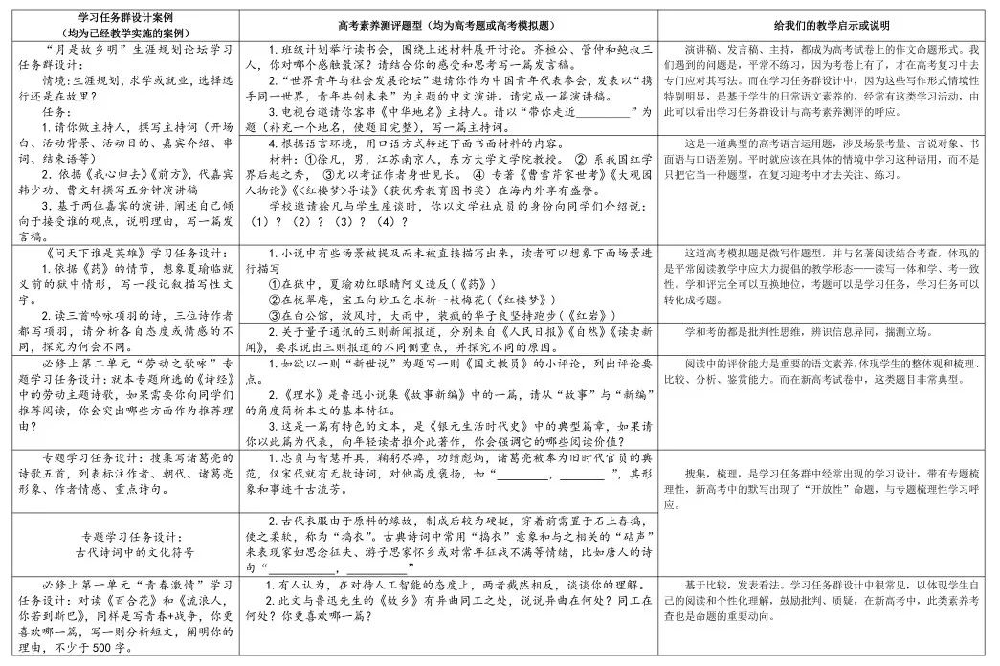 学习任务群设计案例
（均为已经教学实施的案例）
高考素养测评题型（均为高考题或高考模拟题）
给我们的教学启示或说明
“月是故乡明”生涯规划论坛学习
任务群设计：
情境：生涯规划，求学或就业，选择远
行还是在故里？
任务：
1.请你做主持人，撰写主持词（开场
白、活动背景、活动目的、嘉宾介绍、串
词、结束语等）
2．依据《我心归去》《前方》，代嘉宾
韩少功、曹文轩撰写五分钟演讲稿
3．基于两位嘉宾的演讲，阐述自己倾
向于接受谁的观点，说明理由，写一篇发
言稿。
1.班级计划举行读书会，围绕上述材料展开讨论。齐桓公、管仲和鲍叔三
人，你对哪个感触最深？请结合你的感受和思考写一篇发言稿。
2.“世界青年与社会发展论坛”邀请你作为中国青年代表参会，发表以“携
手同一世界，青年共创未来”为主题的中文演讲。请完成一篇演讲稿。
3．电视台邀请你客串《中华地名》主持人。请以“带你走近_________”为
题（补充一个地名，使题目完整），写一篇主持词。
演讲稿、发言稿、主持，都成为高考试卷上的作文命题形式。我
们遇到的问题是，平常不练习，因为考卷上有了，才在高考复习中去
专门应对其写法。而在学习任务群设计中，因为这些写作形式情境性
特别明显，是基于学生的日常语文素养的，经常有这类学习活动，由
此可以看出学习任务群设计与高考素养测评的呼应。
4．根据语言环境，用口语方式转述下面书面材料的内容。
材料：①徐凡，男，江苏南京人，东方大学文学院教授。 ② 系我国红学
界后起之秀， ③尤以考证作者身世见长。 ④ 专著《曹雪芹家世考》《大观园
人物论》《<红楼梦>导读》（获优秀教育图书奖）在海内外享有盛誉。
学校邀请徐凡与学生座谈时，你以文学社成员的身份向同学们介绍说：
（1）？（2）？（3）？（4）？
这是一道典型的高考语言运用题，涉及场景考量、言说对象、书
面语与口语差别。平时就应该在具体的情境中学习这种语用，而不是
只把它当一种题型，在复习迎考中才去关注、练习。
《问天下谁是英雄》学习任务设计：
1.依据《药》的情节，想象夏瑜临就
义前的狱中情形，写一段记叙描写性文
字。
2．读三首吟咏项羽的诗，三位诗作者
都写项羽，请分析各自态度或情感的不
同，探究为何会不同。
1.小说中有些场景被提及而未被直接描写出来，读者可以想象下面场景进
行描写
①在狱中，夏瑜劝红眼睛阿义造反(《药》)
②在栊翠庵，宝玉向妙玉乞求折一枝梅花(《红楼梦》)
③在白公馆，放风时，大雨中，装疯的华子良坚持跑步(《红岩》)
这道高考模拟题是微写作题型，并与名著阅读结合考查，体现的
是平常阅读教学中应大力提倡的教学形态——读写一体和学、考一致
性。学和评完全可以互换地位，考题可以是学习任务，学习任务可以
转化成考题。
2．关于量子通讯的三则新闻报道，分别来自《人民日报》《自然》《读卖新
闻》，要求说出三则报道的不同侧重点，并探究不同的原因。
学和考的都是批判性思维，辨识信息异同，揣测立场。
必修上第二单元“劳动之歌咏”专
题学习任务设计：就本专题所选的《诗经》
中的劳动主题诗歌，如果需要你向同学们
推荐阅读，你会突出哪些方面作为推荐理
由？
1.如欲以一则“新世说”为题写一则《国文教员》的小评论，列出评论要
点。
2.《理水》是鲁迅小说集《故事新编》中的一篇，请从“故事”与“新编”
的角度简析本文的基本特征。
3.这是一篇有特色的文本，是《银元生活时代史》中的典型篇章，如果请
你以此篇为代表，向年轻读者推介此著作，你会强调它的哪些阅读价值？
阅读中的评价能力是重要的语文素养，体现学生的整体观和梳理、
比较、分析、鉴赏能力。而在新高考试卷中，这类题目非常典型。
专题学习任务设计：搜集写诸葛亮的
诗歌五首，列表标注作者、朝代、诸葛亮
形象、作者情感、重点诗句。
1.忠贞与智慧并具，鞠躬尽瘁，功绩彪炳，诸葛亮被奉为旧时代官员的典
范，仅宋代就有无数诗词，对他高度褒扬，如“________，_______ ”，其形
象和事迹千古流芳。
搜集，梳理，是学习任务群中经常出现的学习设计，带有专题梳
理性，新高考中的默写出现了“开放性”命题，与专题梳理性学习呼
应。
专题学习任务设计：
古代诗词中的文化符号
2.古代衣服由于原料的缘故，制成后较为硬挺，穿着前需置于石上舂捣，
使之柔软，称为“捣衣”。古典诗词中常用“捣衣”意象和与之相关的“砧声”
来表现家妇思念征夫、游子思家怀乡或对常年征战不满等情绪，比如唐人的诗
句“__________，_________”
必修上第一单元“青春激情”学习
任务设计：对读《百合花》和《流浪人，
你若到斯巴》，同样是写青春+战争，你更
喜欢哪一篇，写一则分析短文，阐明你的
理由，不少于500字。
1.有人认为，在对待人工智能的态度上，两者截然相反，谈谈你的理解。
2．此文与鲁迅先生的《故乡》有异曲同工之处，说说异曲在何处？同工在
何处？你更喜欢哪一篇？
基于比较，发表看法。学习任务群设计中很常见，以体现学生自
己的阅读和个性化理解，鼓励批判、质疑，在新高考中，此类素养考
查也是命题的重要动向。